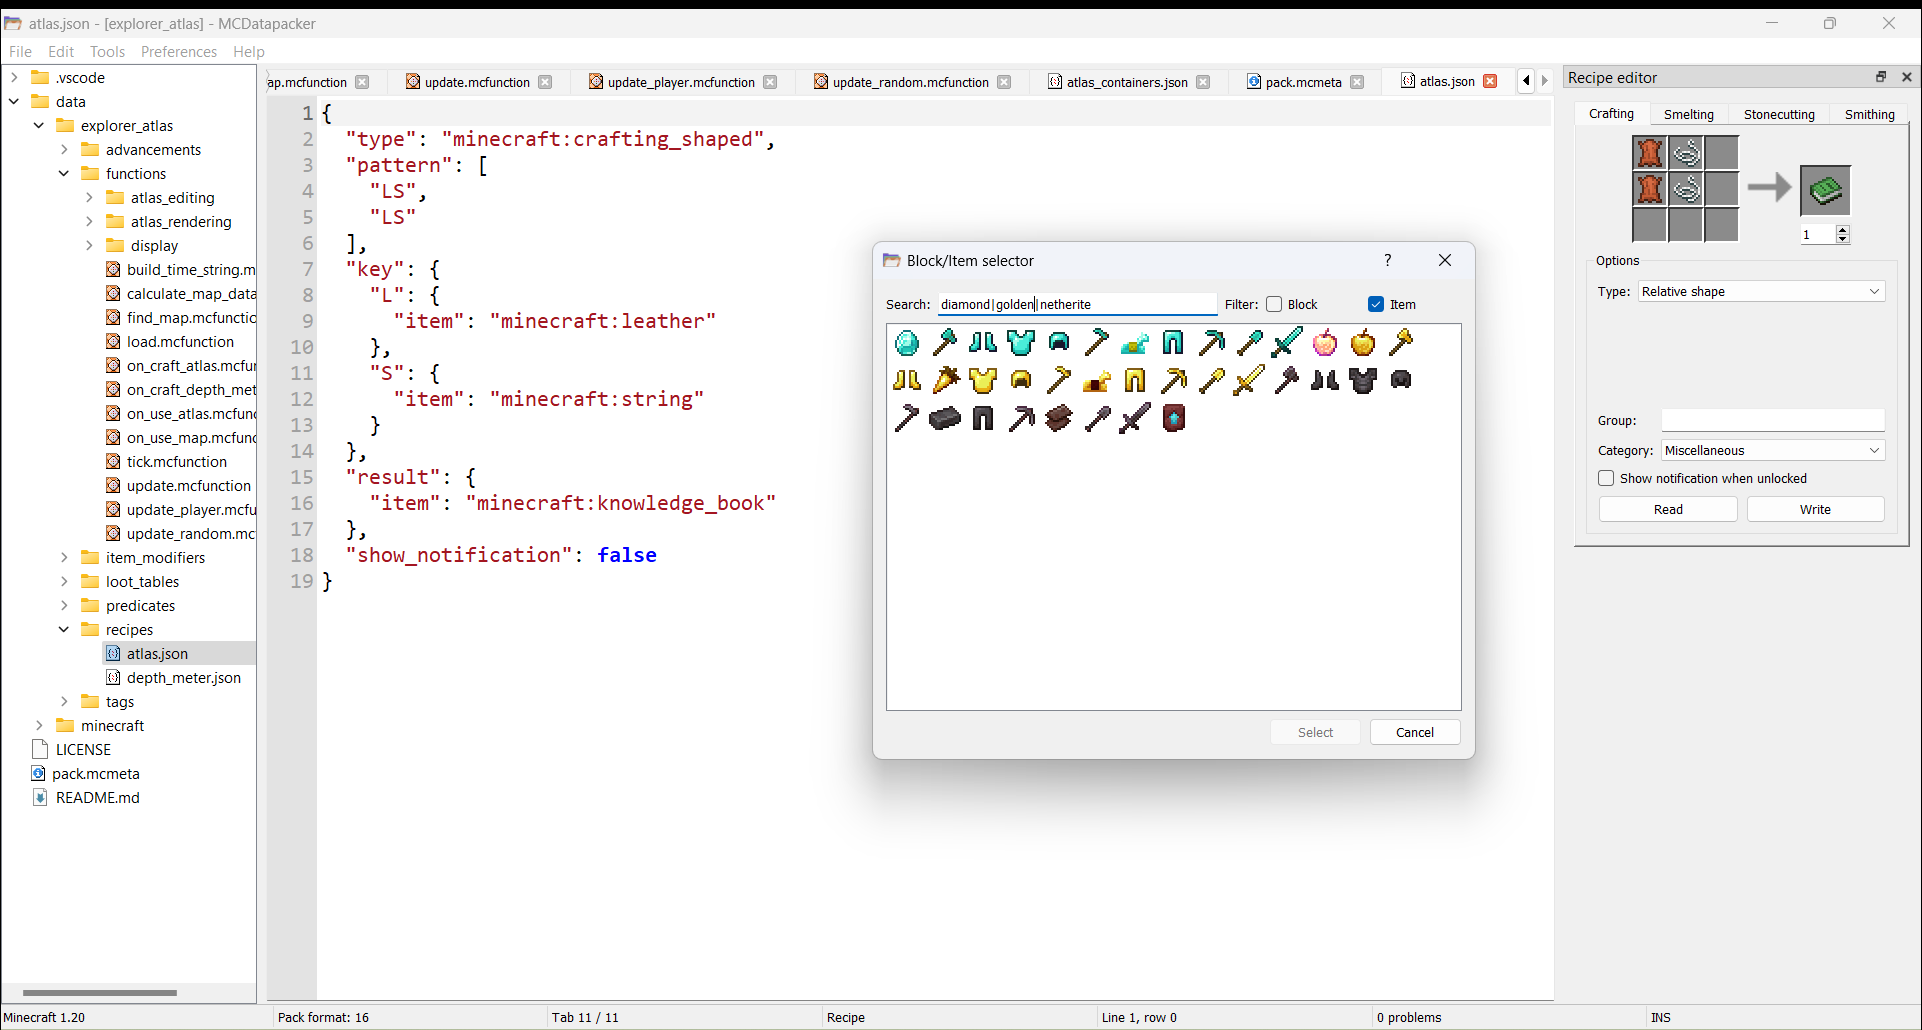 atlas.json - [explorer_atlas] - MCDatapacker
File Edit Tools Preferences Help
.vscode
data
explorer_atlas
advancements
functions
atlas_editing
atlas_rendering
display
build_time_string.m
calculate_map_data
find_map.mcfunctio
load.mcfunction
on_craft_atlas.mcfur
on_craft_depth_met
on_use_atlas.mcfunc
on_use_map.mcfunc
tick.mcfunction
update.mcfunction
update_player.mcfu
update_random.mc
item_modifiers
loot_tables
predicates
recipes
atlas.json
depth_meter.json
tags
minecraft
LICENSE
pack.mcmeta
README.md
ap.mcfunction update.mcfunction update_player.mcfunction update_random.mcfunction atlas_containers.json pack.mcmeta atlas.json
1 {
2 "type": "minecraft:crafting_shaped",
3 "pattern": [
4 "LS",
5 "LS"
6 ],
7 "key": {
8 "L": {
9 "item": "minecraft:leather"
10 },
11 "S": {
12 "item": "minecraft:string"
13 }
14 },
15 "result": {
16 "item": "minecraft:knowledge_book"
17 },
18 "show_notification": false
19 }
Block/Item selector ?
Search: diamond|golden|netherite Filter: Block Item
Select Cancel
Recipe editor
Crafting Smelting Stonecutting Smithing
1
Options
Type: Relative shape
Group:
Category: Miscellaneous
Show notification when unlocked
Read Write
Minecraft 1.20 Pack format: 16 Tab 11 / 11 Recipe Line 1, row 0 0 problems INS